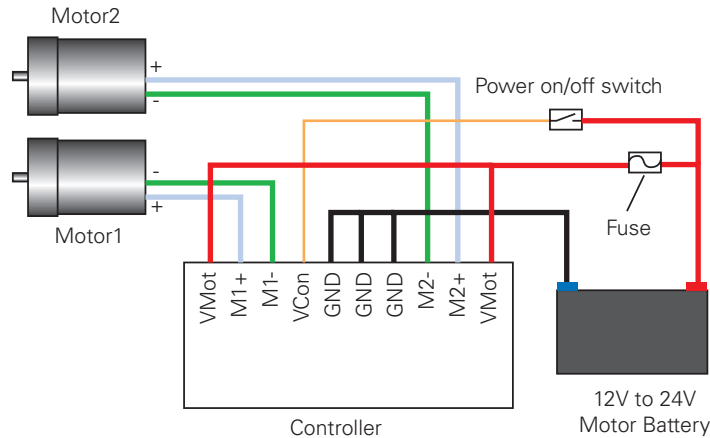 Motor2
+
-
Power on/off switch
-
+
Motor1
Fuse
VMot
M1+
M1-
VCon
GND
GND
GND
M2-
M2+
VMot
Controller
12V to 24V
Motor Battery